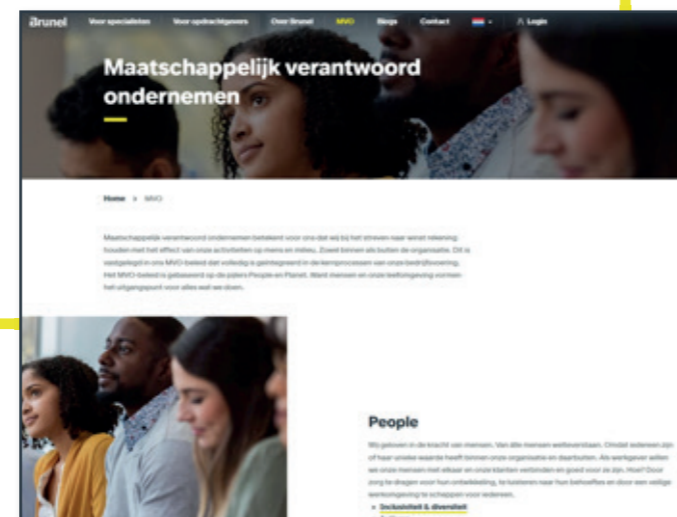 Brunel Voor specialisten Voor opdrachtgevers Over Brunel MVO Blogs Contact Login
Maatschappelijk verantwoord
ondernemen
Home > MVO
Maatschappelijk verantwoord ondernemen betekent voor ons dat wij bij het streven naar winst rekening
houden met het effect van onze activiteiten op mens en milieu. Zowel binnen als buiten de organisatie. Dit is
vastgelegd in ons MVO-beleid dat volledig is geïntegreerd in de kernprocessen van onze bedrijfsvoering.
Het MVO-beleid is gebaseerd op de pijlers People en Planet. Want mensen en onze leefomgeving vormen
het uitgangspunt voor alles wat we doen.
People
Wij geloven in de kracht van mensen. Van álle mensen welteverstaan. Omdat iedereen zijn
of haar unieke waarde heeft binnen onze organisatie en daarbuiten. Als werkgever willen
we onze mensen met elkaar en onze klanten verbinden en goed voor ze zijn. Hoe? Door
zorg te dragen voor hun ontwikkeling, te luisteren naar hun behoeftes en door een veilige
werkomgeving te scheppen voor iedereen.
Inclusiviteit & diversiteit